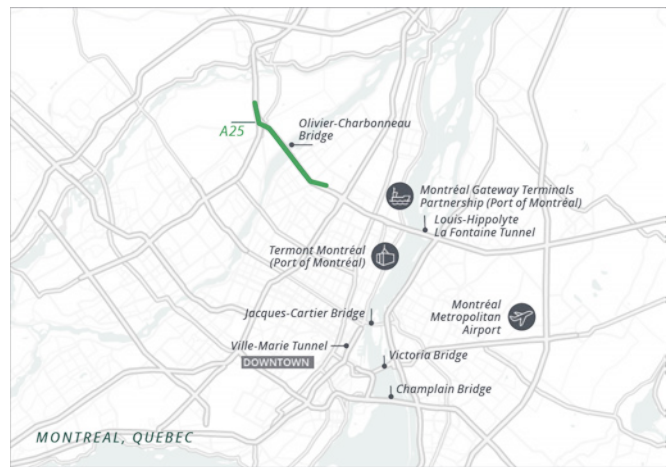 Olivier-Charbonneau
Bridge
A25
Montréal Gateway Terminals
Partnership (Port of Montréal)
Louis-Hippolyte
La Fontaine Tunnel
Termont Montréal
(Port of Montréal)
Montréal
Metropolitan
Airport
Jacques-Cartier Bridge
Ville-Marie Tunnel
DOWNTOWN
Victoria Bridge
Champlain Bridge
MONTREAL, QUEBEC